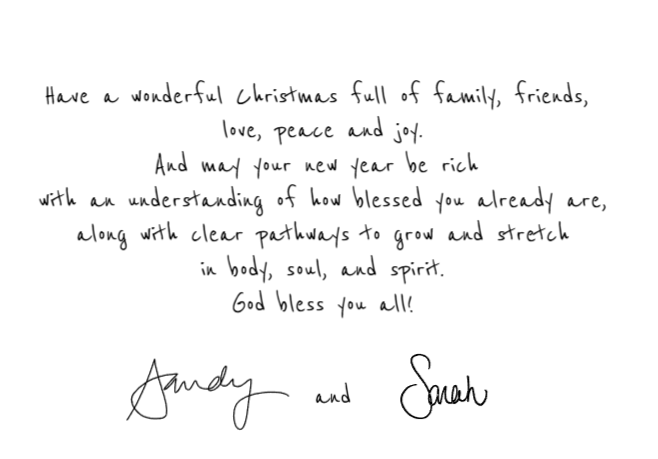 Have a wonderful Christmas full of family, friends,
love, peace and joy.
And may your new year be rich
with an understanding of how blessed you already are,
along with clear pathways to grow and stretch
in body, soul, and spirit.
God bless you all!
Sandy and Sarah